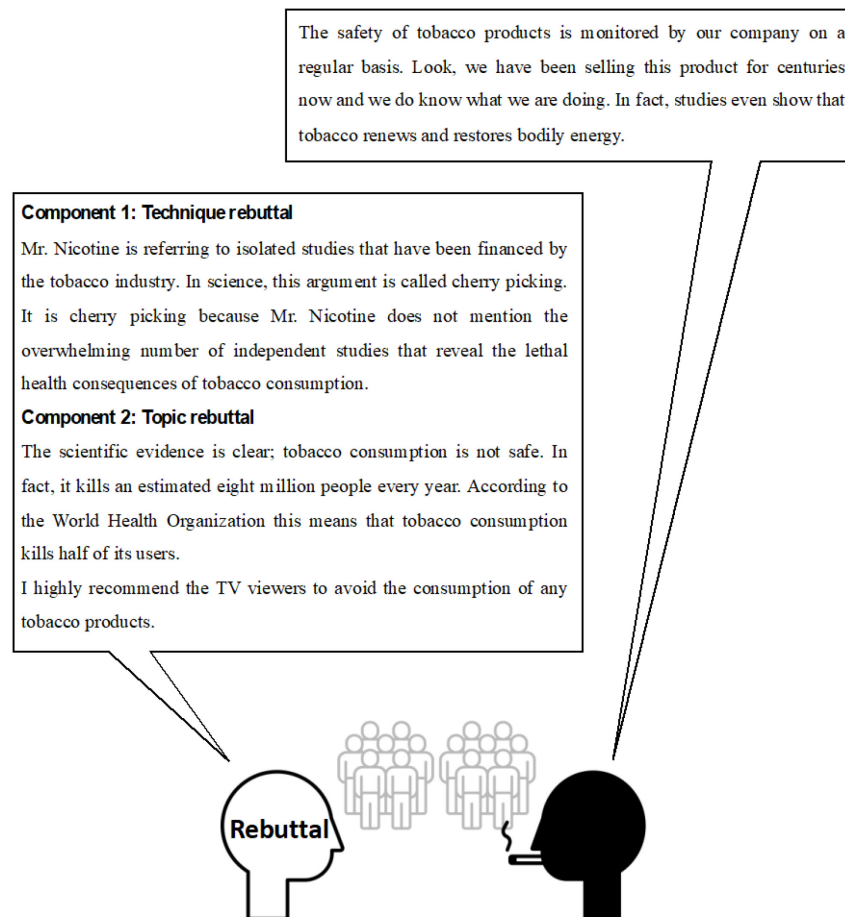 The safety of tobacco products is monitored by our company on a
regular basis. Look, we have been selling this product for centuries
now and we do know what we are doing. In fact, studies even show that
tobacco renews and restores bodily energy.
Component 1: Technique rebuttal
Mr. Nicotine is referring to isolated studies that have been financed by
the tobacco industry. In science, this argument is called cherry picking.
It is cherry picking because Mr. Nicotine does not mention the
overwhelming number of independent studies that reveal the lethal
health consequences of tobacco consumption.
Component 2: Topic rebuttal
The scientific evidence is clear; tobacco consumption is not safe. In
fact, it kills an estimated eight million people every year. According to
the World Health Organization this means that tobacco consumption
kills half of its users.
I highly recommend the TV viewers to avoid the consumption of any
tobacco products.
Rebuttal